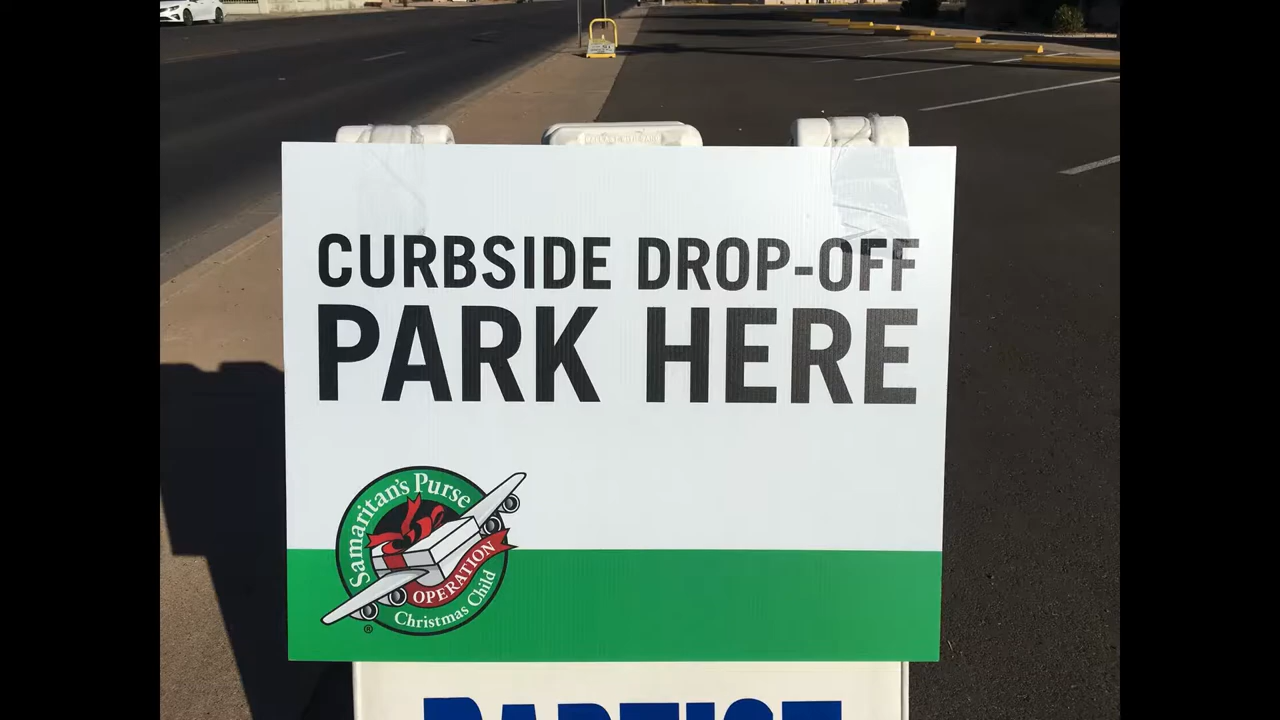 CURBSIDE DROP-OFF
PARK HERE
Samaritan's Purse
OPERATION
Christmas Child
®
BAPTIST